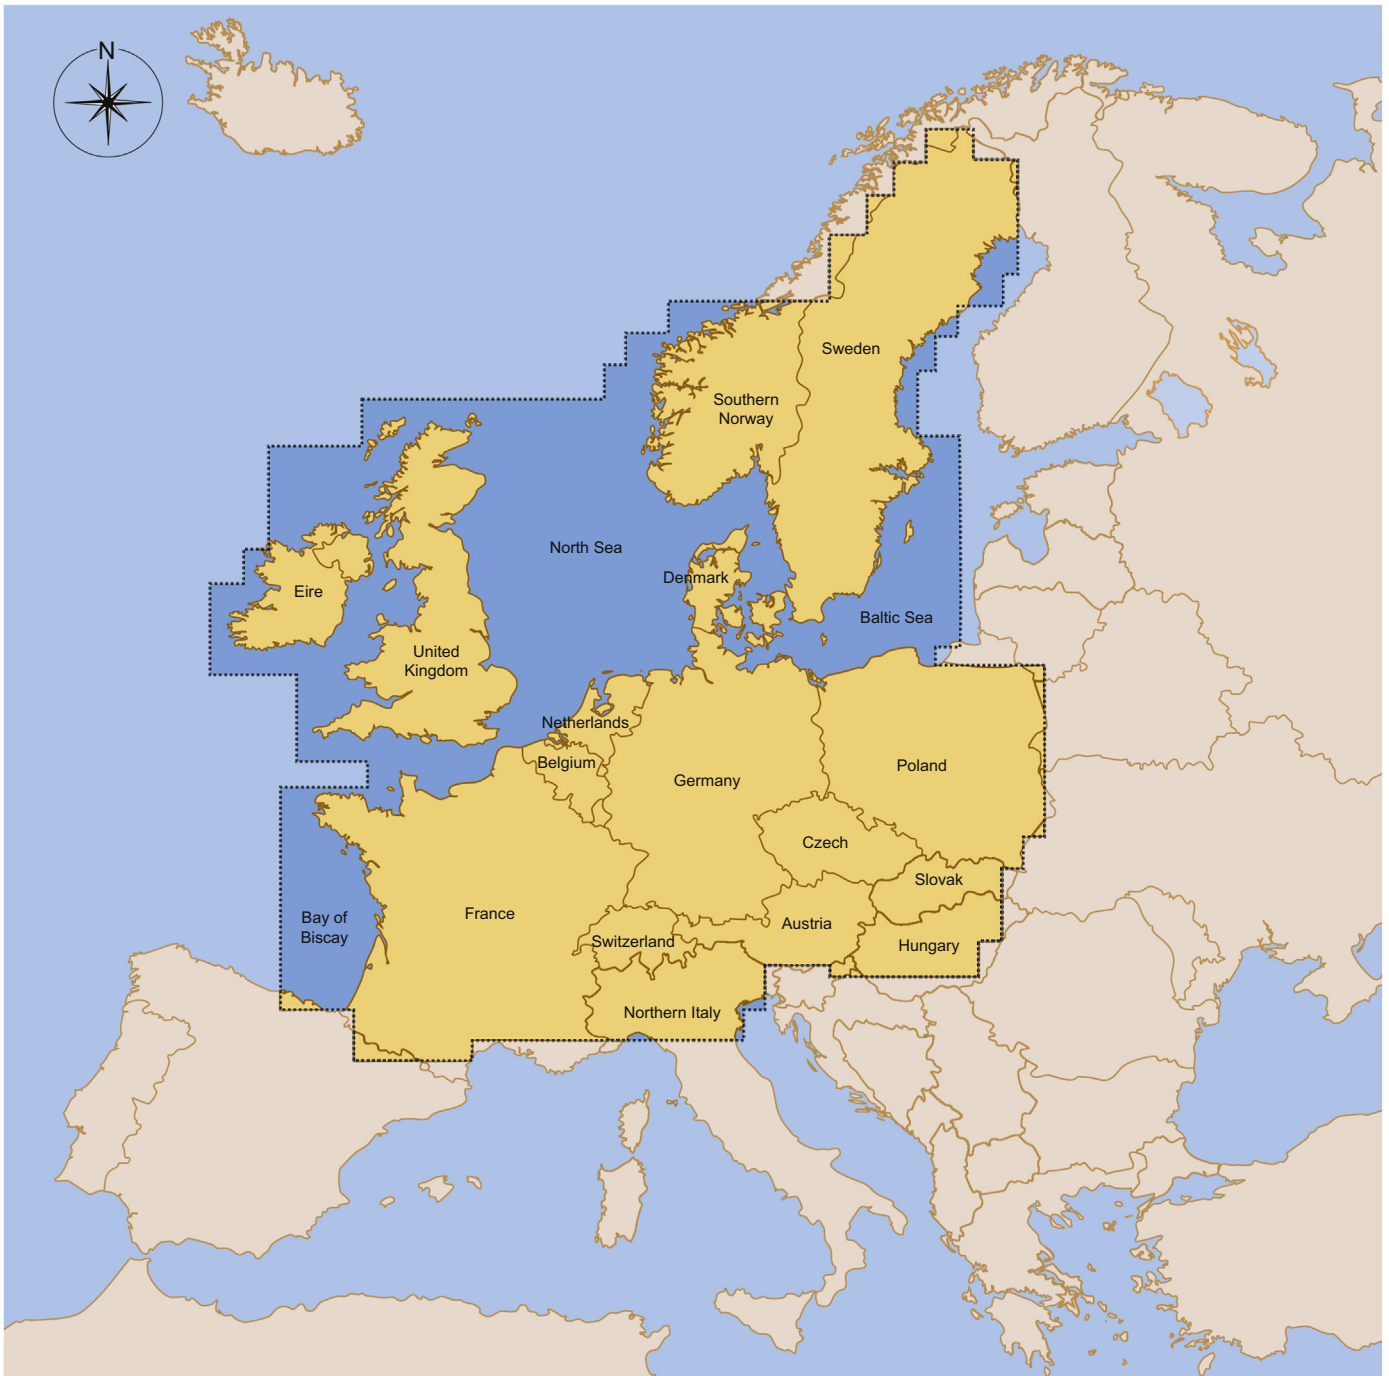 N
Sweden
Southern
Norway
North Sea
Denmark
Eire
Baltic Sea
United
Kingdom
Netherlands
Belgium
Germany
Poland
Czech
Slovak
France
Austria
Bay of
Biscay
Switzerland
Hungary
Northern Italy